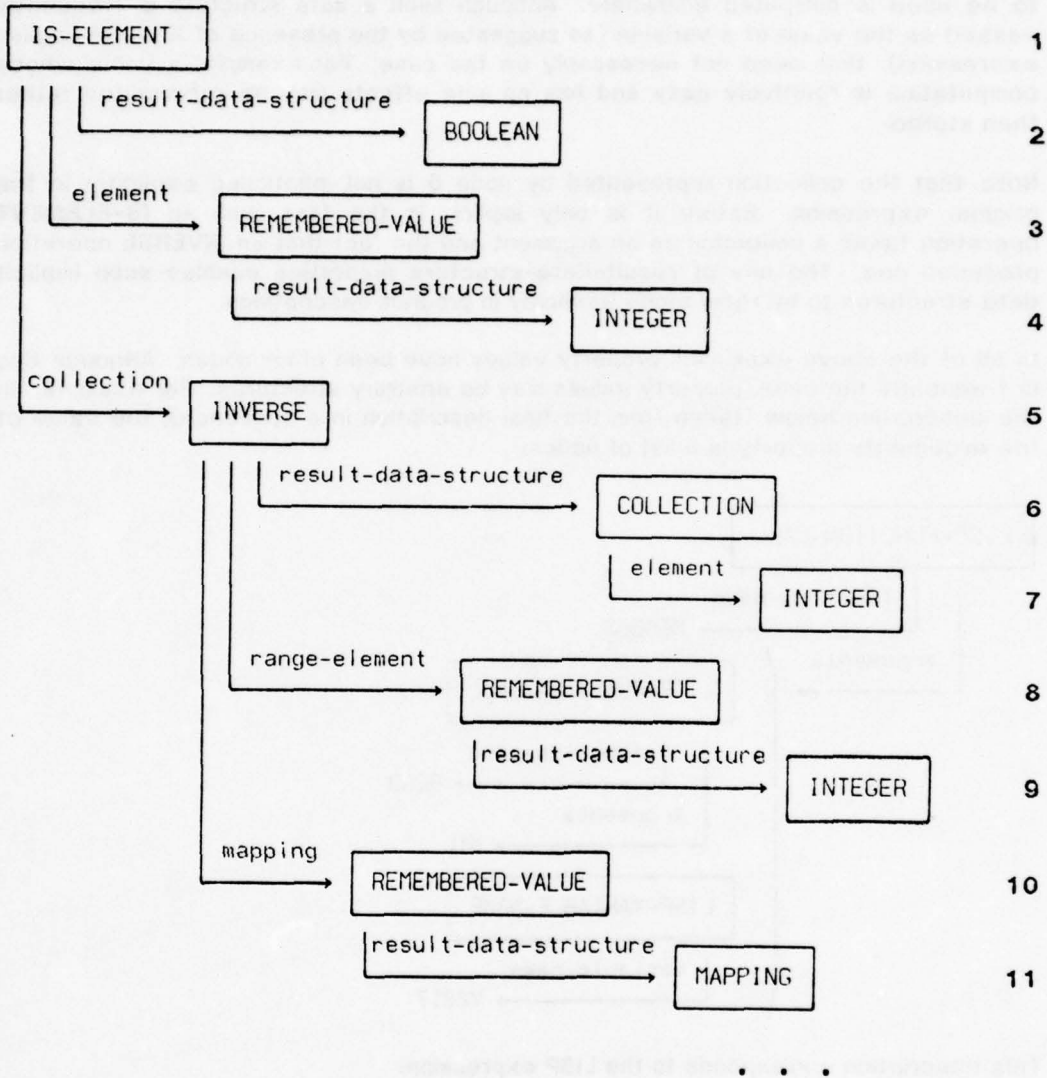 IS-ELEMENT 1
result-data-structure
BOOLEAN 2
element
REMEMBERED-VALUE 3
result-data-structure
INTEGER 4
collection
INVERSE 5
result-data-structure
COLLECTION 6
element
INTEGER 7
range-element
REMEMBERED-VALUE 8
result-data-structure
INTEGER 9
mapping
REMEMBERED-VALUE 10
result-data-structure
MAPPING 11
. . .